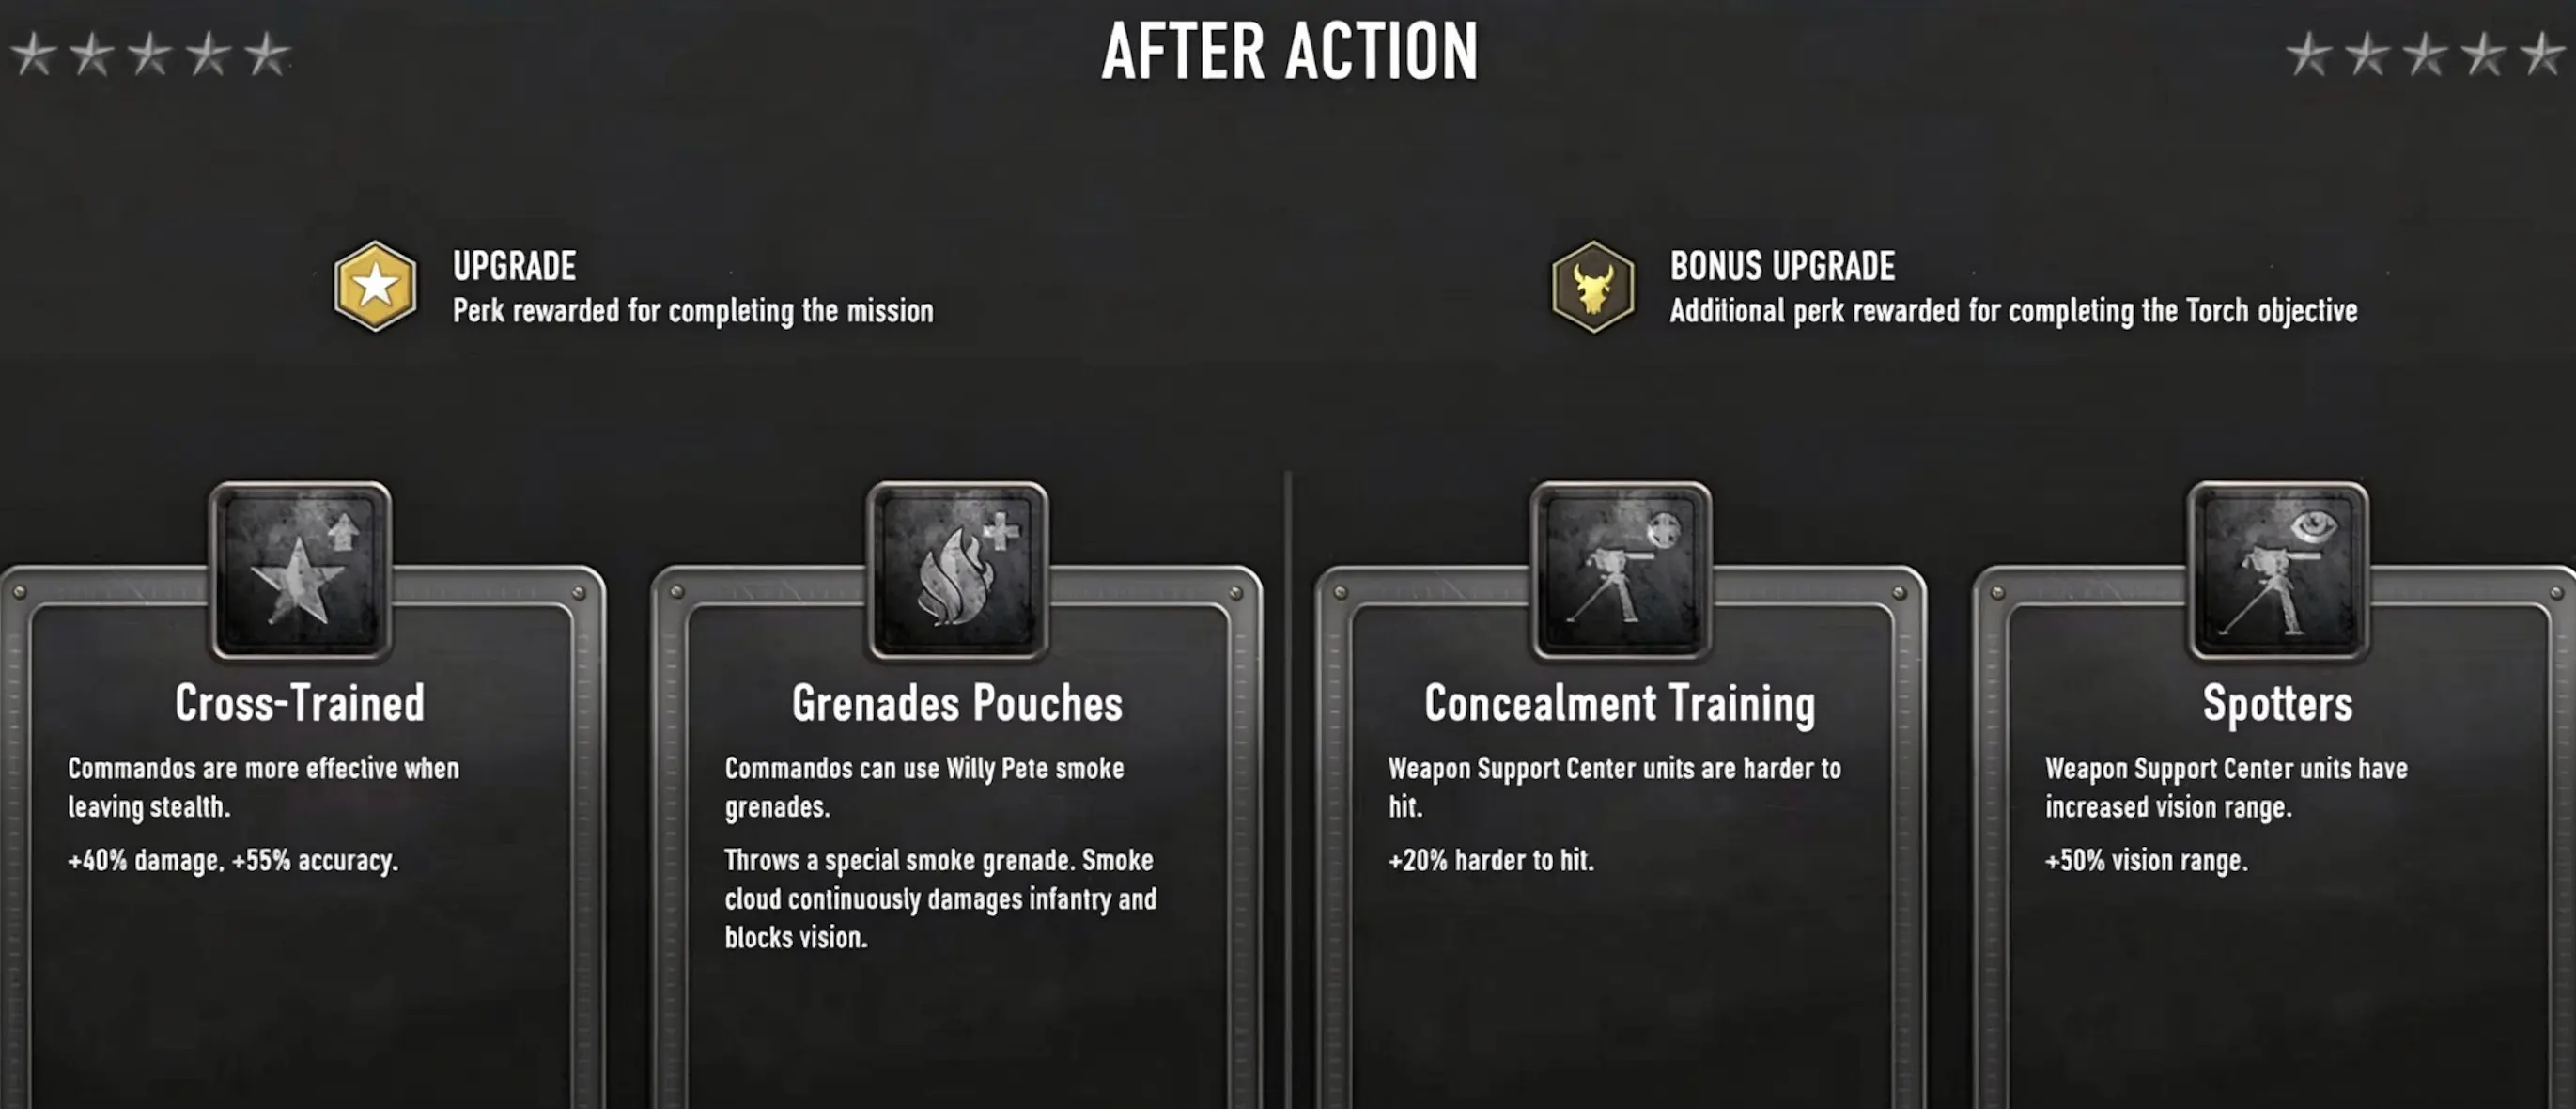 AFTER ACTION
UPGRADE
Perk rewarded for completing the mission
BONUS UPGRADE
Additional perk rewarded for completing the Torch objective
Cross-Trained
Commandos are more effective when
leaving stealth.
+40% damage, +55% accuracy.
Grenades Pouches
Commandos can use Willy Pete smoke
grenades.
Throws a special smoke grenade. Smoke
cloud continuously damages infantry and
blocks vision.
Concealment Training
Weapon Support Center units are harder to
hit.
+20% harder to hit.
Spotters
Weapon Support Center units have
increased vision range.
+50% vision range.